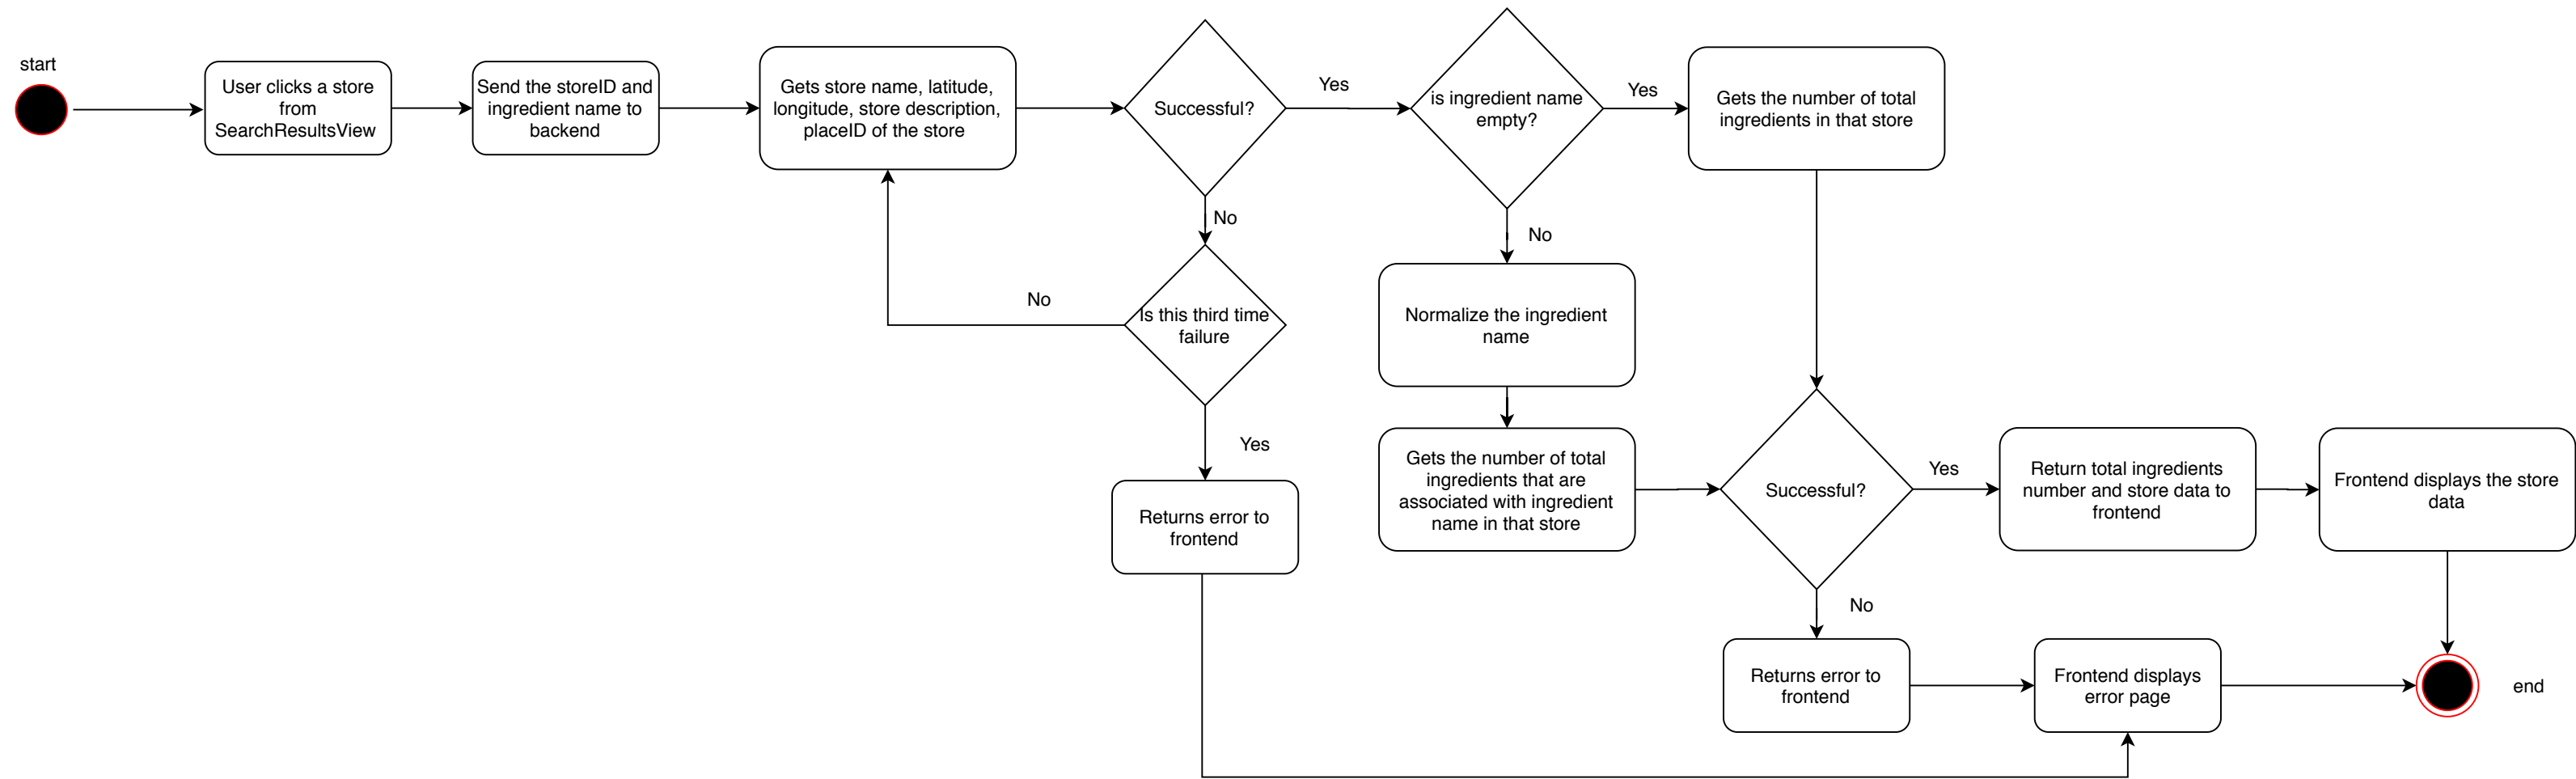 start
User clicks a store
from
SearchResultsView
Send the storeID and
ingredient name to
backend
Gets store name, latitude,
longitude, store description,
placeID of the store
Successful?
Yes
is ingredient name
empty?
Yes
Gets the number of total
ingredients in that store
No
No
No
Is this third time
failure
Normalize the ingredient
name
Yes
Gets the number of total
ingredients that are
associated with ingredient
name in that store
Successful?
Yes
Return total ingredients
number and store data to
frontend
Frontend displays the store
data
Returns error to
frontend
No
Returns error to
frontend
Frontend displays
error page
end